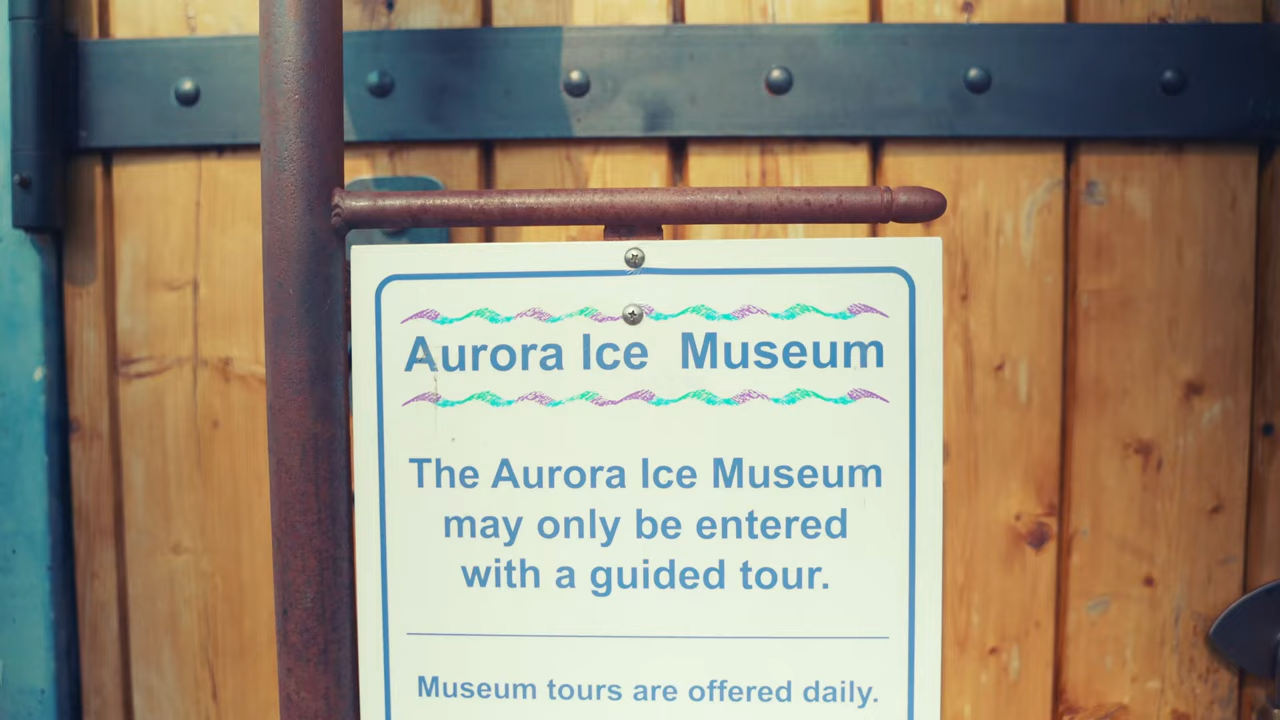 Aurora Ice Museum
The Aurora Ice Museum
may only be entered
with a guided tour.
Museum tours are offered daily.